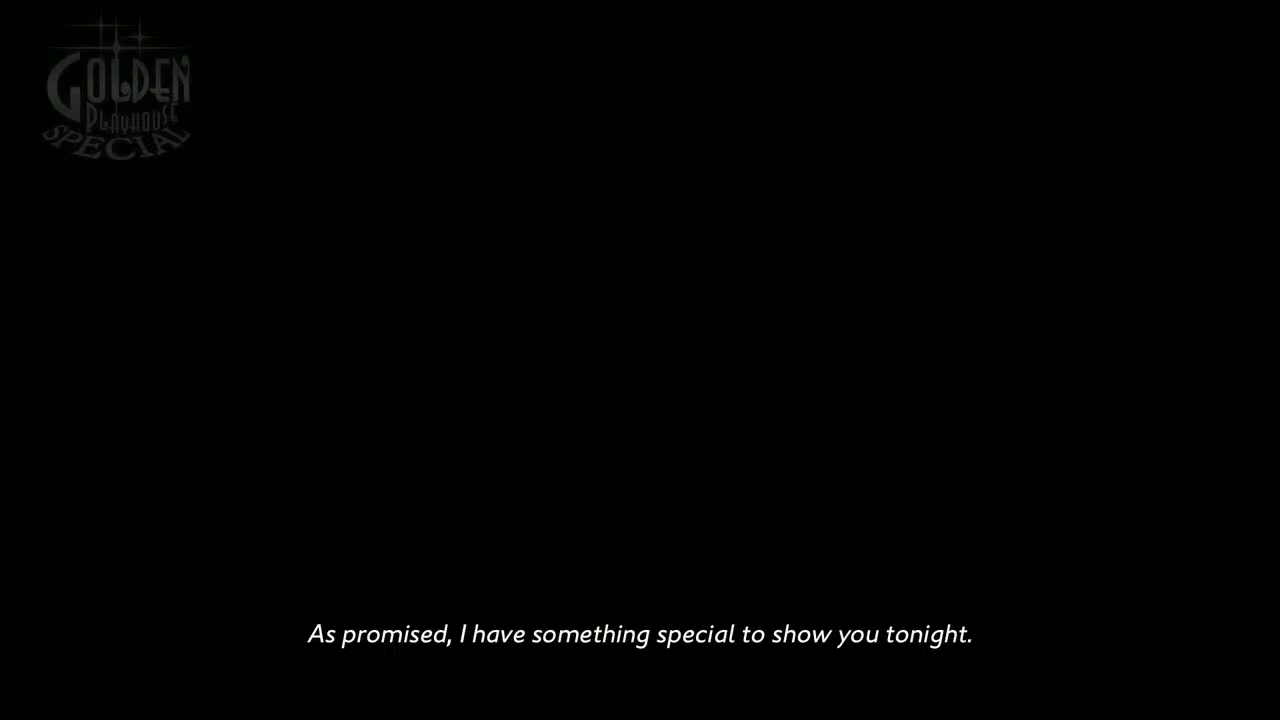 GOLDEN
PLAYHOUSE
SPECIAL
As promised, I have something special to show you tonight.